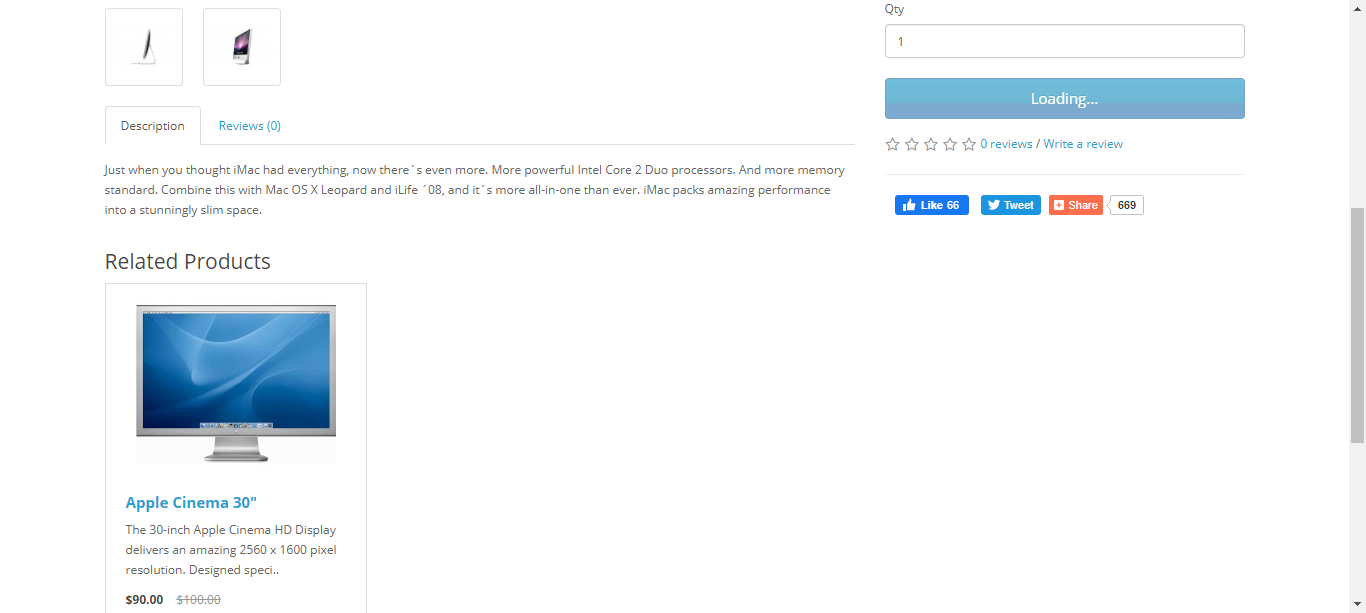 Qty
1
Loading...
Description
Reviews (0)
0 reviews / Write a review
Just when you thought iMac had everything, now there´s even more. More powerful Intel Core 2 Duo processors. And more memory
standard. Combine this with Mac OS X Leopard and iLife ´08, and it´s more all-in-one than ever. iMac packs amazing performance
into a stunningly slim space.
Like 66
Tweet
Share
669
Related Products
Apple Cinema 30"
The 30-inch Apple Cinema HD Display
delivers an amazing 2560 x 1600 pixel
resolution. Designed speci..
$90.00 $100.00